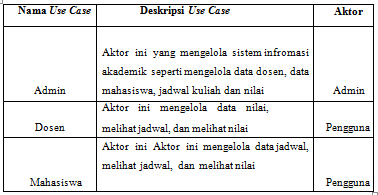 Nama Use Case Deskripsi Use Case Aktor
Aktor ini yang mengelola sistem infromasi
akademik seperti mengelola data dosen, data
mahasiswa, jadwal kuliah dan nilai
Admin Admin
Aktor ini mengelola data nilai,
melihat jadwal, dan melihat nilai
Dosen Pengguna
Aktor ini Aktor ini mengelola data jadwal,
melihat jadwal, dan melihat nilai
Mahasiswa Pengguna